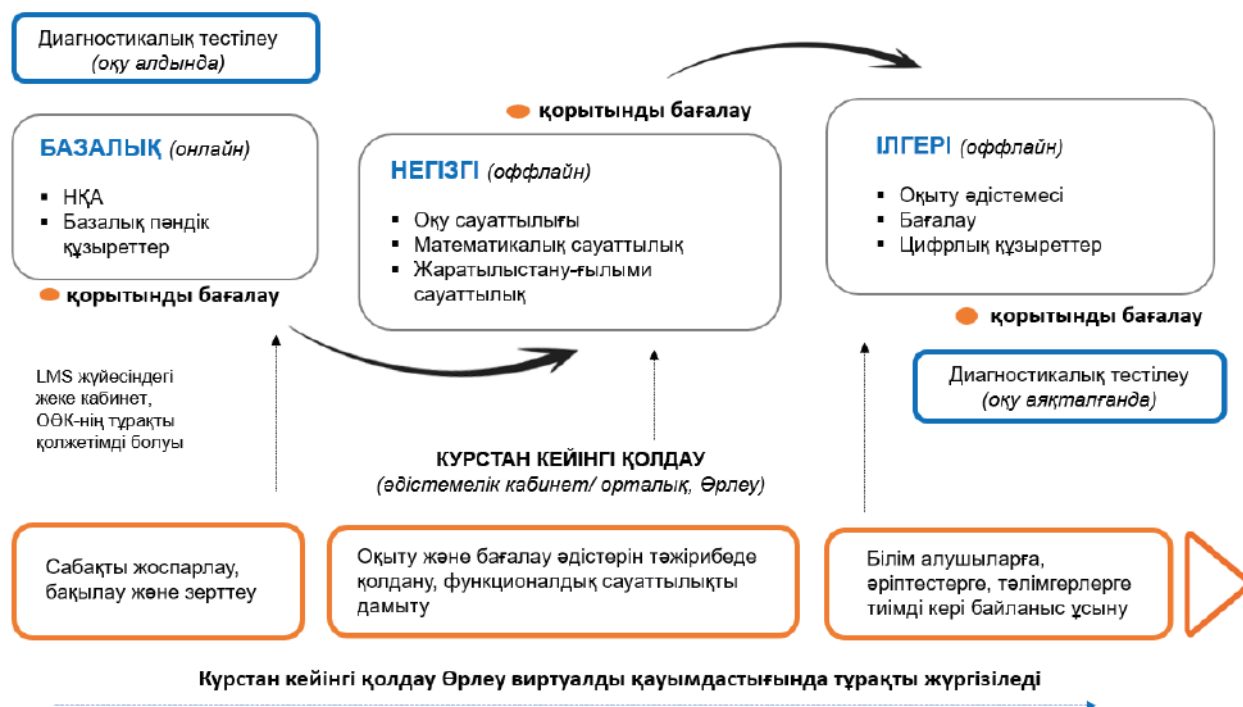 Диагностикалық тестілеу
(оқу алдында)
БАЗАЛЫҚ (онлайн)
▪ НҚА
▪ Базалық пәндік
құзыреттер
қорытынды бағалау
қорытынды бағалау
НЕГІЗГІ (оффлайн)
▪ Оқу сауаттылығы
▪ Математикалық сауаттылық
▪ Жаратылыстану-ғылыми
сауаттылық
ІЛГЕРІ (оффлайн)
▪ Оқыту әдістемесі
▪ Бағалау
▪ Цифрлық құзыреттер
қорытынды бағалау
Диагностикалық тестілеу
(оқу аяқталғанда)
LMS жүйесіндегі
жеке кабинет,
ОӘК-нің тұрақты
қолжетімді болуы
КУРСТАН КЕЙІНГІ ҚОЛДАУ
(әдістемелік кабинет/ орталық, Өрлеу)
Сабақты жоспарлау,
бақылау және зерттеу
Оқыту және бағалау әдістерін тәжірибеде
қолдану, функционалдық сауаттылықты
дамыту
Білім алушыларға,
әріптестерге, тәлімгерлерге
тиімді кері байланыс ұсыну
Курстан кейінгі қолдау Өрлеу виртуалды қауымдастығында тұрақты жүргізіледі